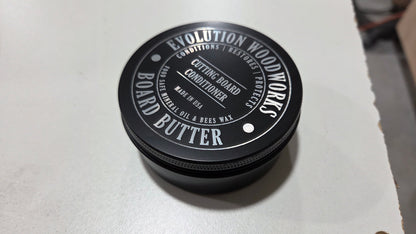 EVOLUTION WOODWORKS
CONDITIONS | RESTORES | PROTECTS
CUTTING BOARD
CONDITIONER
MADE IN USA
FOOD SAFE MINERAL OIL & BEES WAX
BOARD BUTTER